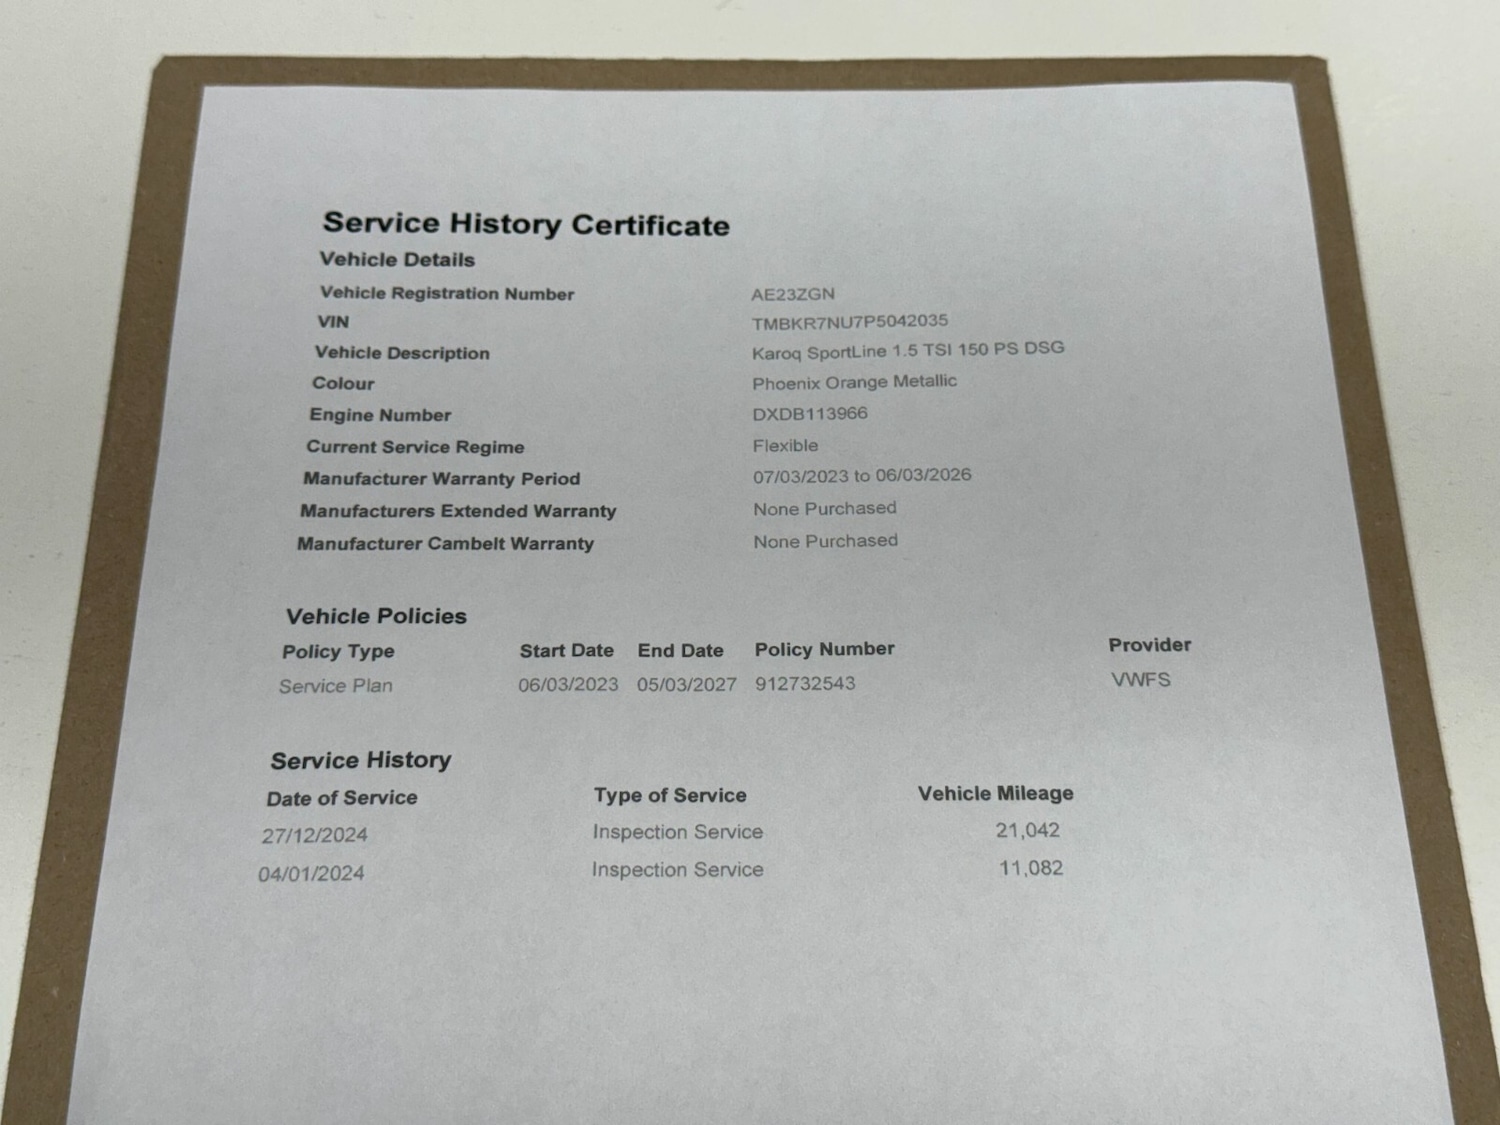 Service History Certificate
Vehicle Details
Vehicle Registration Number AE23ZGN
VIN TMBKR7NU7P5042035
Vehicle Description Karoq SportLine 1.5 TSI 150 PS DSG
Colour Phoenix Orange Metallic
Engine Number DXDB113966
Current Service Regime Flexible
Manufacturer Warranty Period 07/03/2023 to 06/03/2026
Manufacturers Extended Warranty None Purchased
Manufacturer Cambelt Warranty None Purchased
Vehicle Policies
Policy Type Start Date End Date Policy Number Provider
Service Plan 06/03/2023 05/03/2027 912732543 VWFS
Service History
Date of Service Type of Service Vehicle Mileage
27/12/2024 Inspection Service 21,042
04/01/2024 Inspection Service 11,082